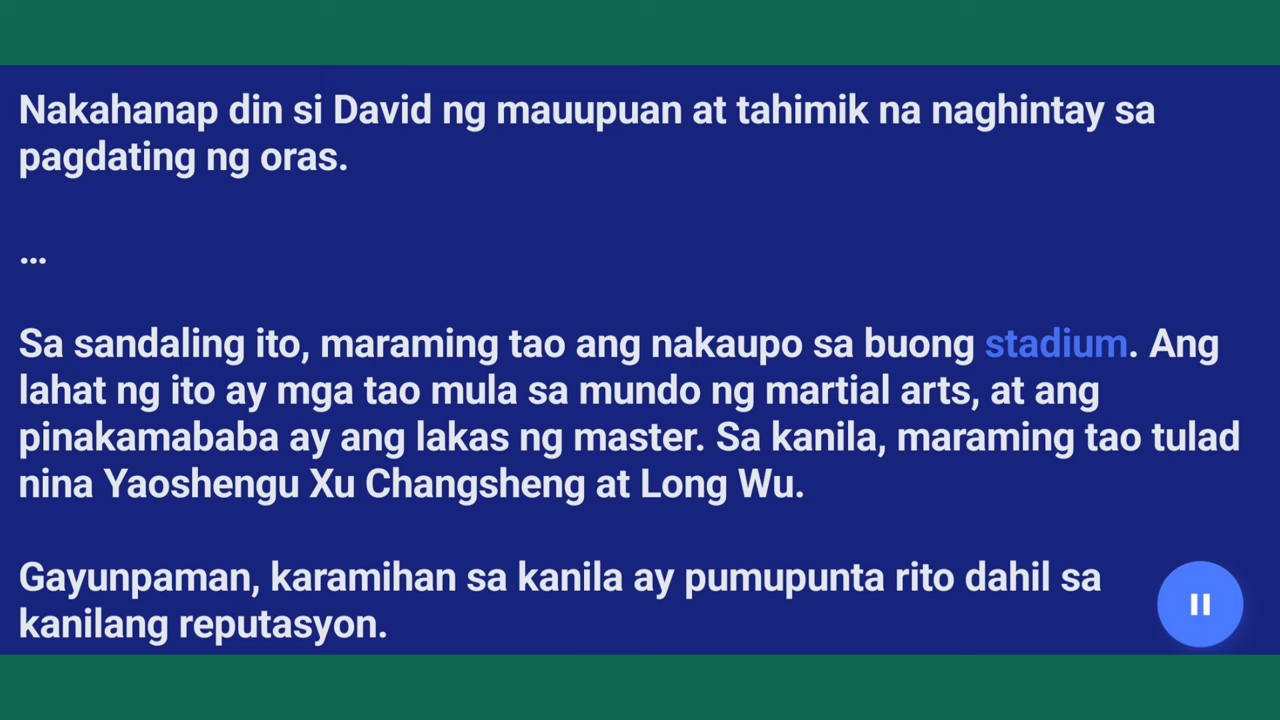 Nakahanap din si David ng mauupuan at tahimik na naghintay sa
pagdating ng oras.
…
Sa sandaling ito, maraming tao ang nakaupo sa buong stadium. Ang
lahat ng ito ay mga tao mula sa mundo ng martial arts, at ang
pinakamababa ay ang lakas ng master. Sa kanila, maraming tao tulad
nina Yaoshengu Xu Changsheng at Long Wu.
Gayunpaman, karamihan sa kanila ay pumupunta rito dahil sa
kanilang reputasyon.